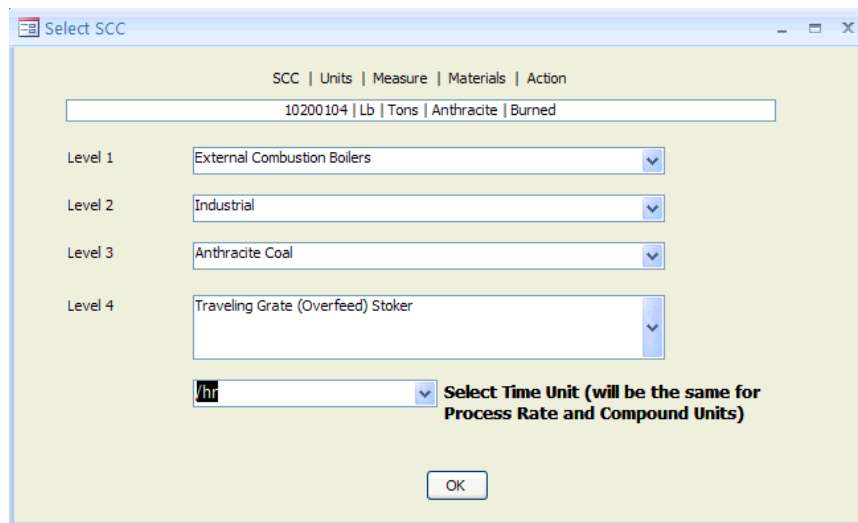 Select SCC
SCC | Units | Measure | Materials | Action
10200104 | Lb | Tons | Anthracite | Burned
Level 1
External Combustion Boilers
Level 2
Industrial
Level 3
Anthracite Coal
Level 4
Traveling Grate (Overfeed) Stoker
/hr
Select Time Unit (will be the same for
Process Rate and Compound Units)
OK